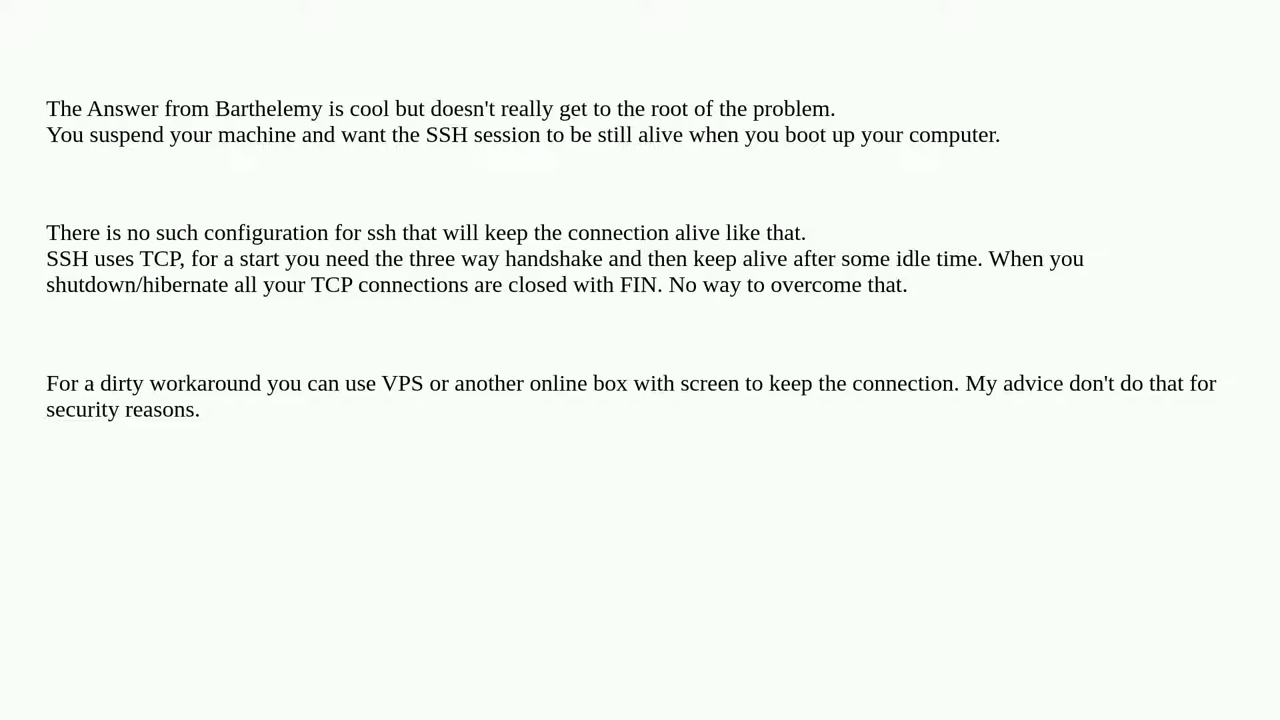 The Answer from Barthelemy is cool but doesn't really get to the root of the problem.
You suspend your machine and want the SSH session to be still alive when you boot up your computer.
There is no such configuration for ssh that will keep the connection alive like that.
SSH uses TCP, for a start you need the three way handshake and then keep alive after some idle time. When you
shutdown/hibernate all your TCP connections are closed with FIN. No way to overcome that.
For a dirty workaround you can use VPS or another online box with screen to keep the connection. My advice don't do that for
security reasons.